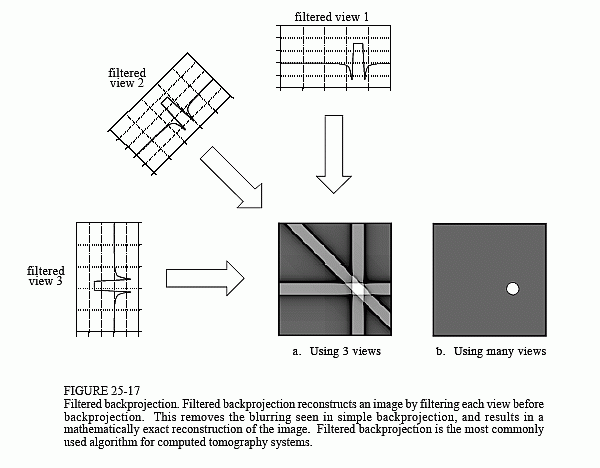 filtered view 1
filtered
view 2
filtered
view 3
a. Using 3 views
b. Using many views
FIGURE 25-17
Filtered backprojection. Filtered backprojection reconstructs an image by filtering each view before
backprojection. This removes the blurring seen in simple backprojection, and results in a
mathematically exact reconstruction of the image. Filtered backprojection is the most commonly
used algorithm for computed tomography systems.